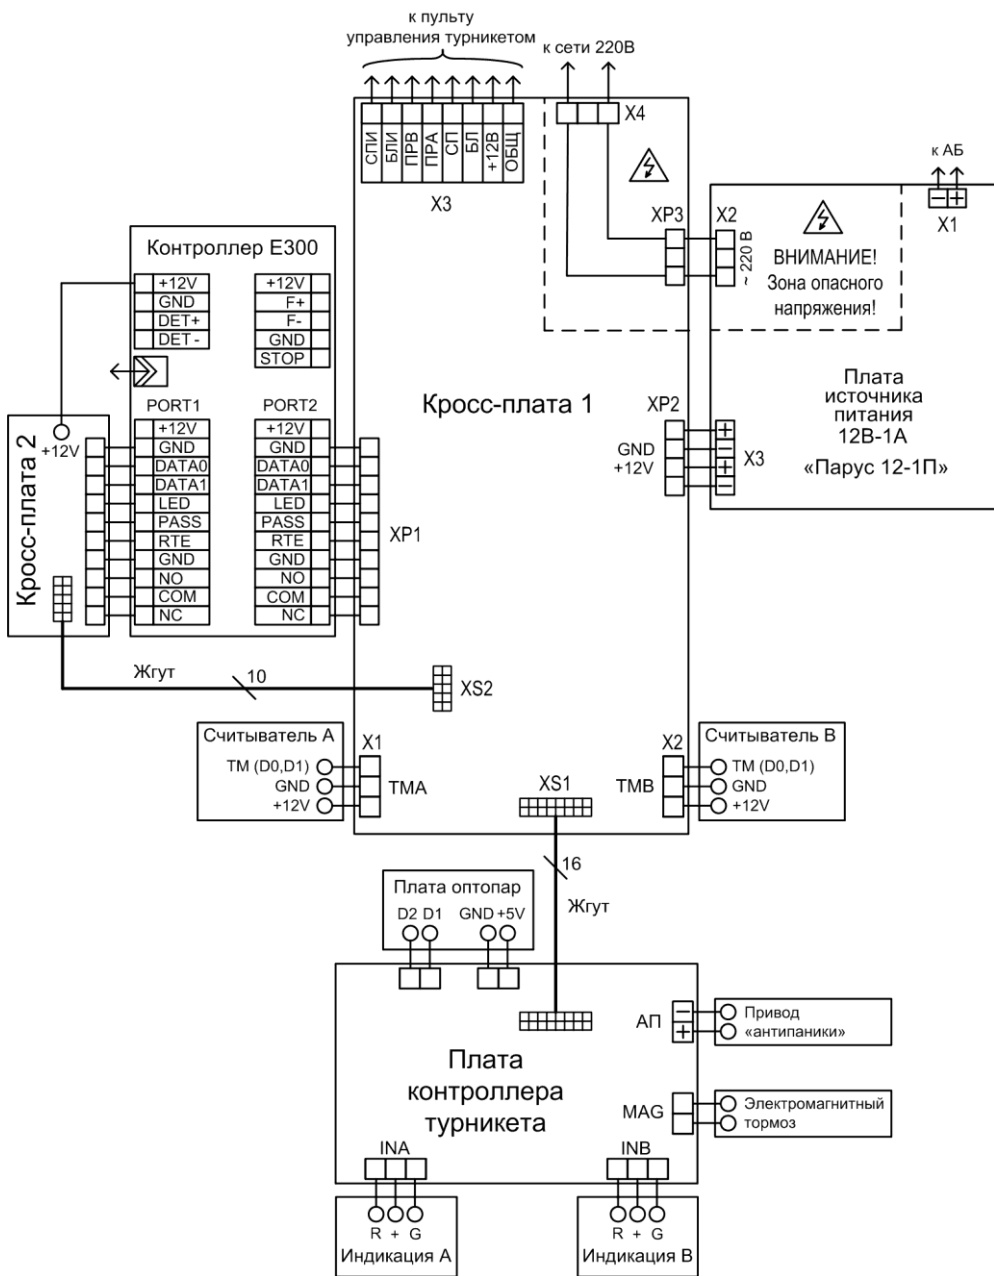 к пульту
управления турникетом
к сети 220В
СПИ
БЛИ
ПРВ
ПРА
СП
БЛ
+12В
ОБЩ
X3
X4
к АБ
− +
X1
XP3
X2
~ 220 В
ВНИМАНИЕ!
Зона опасного
напряжения!
Контроллер E300
+12V
GND
DET+
DET -
+12V
F+
F-
GND
STOP
Кросс-плата 1
Плата
источника
питания
12В-1А
«Парус 12-1П»
XP2
GND
+12V
+
−
+
−
X3
Кросс-плата 2
+12V
PORT1
+12V
GND
DATA0
DATA1
LED
PASS
RTE
GND
NO
COM
NC
PORT2
+12V
GND
DATA0
DATA1
LED
PASS
RTE
GND
NO
COM
NC
XP1
Жгут
10
XS2
Считыватель А
TM (D0,D1)
GND
+12V
X1
TMA
XS1
X2
TMB
Считыватель В
TM (D0,D1)
GND
+12V
16
Жгут
Плата оптопар
D2 D1 GND +5V
Плата
контроллера
турникета
АП
−
+
Привод
«антипаники»
MAG
Электромагнитный
тормоз
INA
INB
R + G
Индикация А
R + G
Индикация В